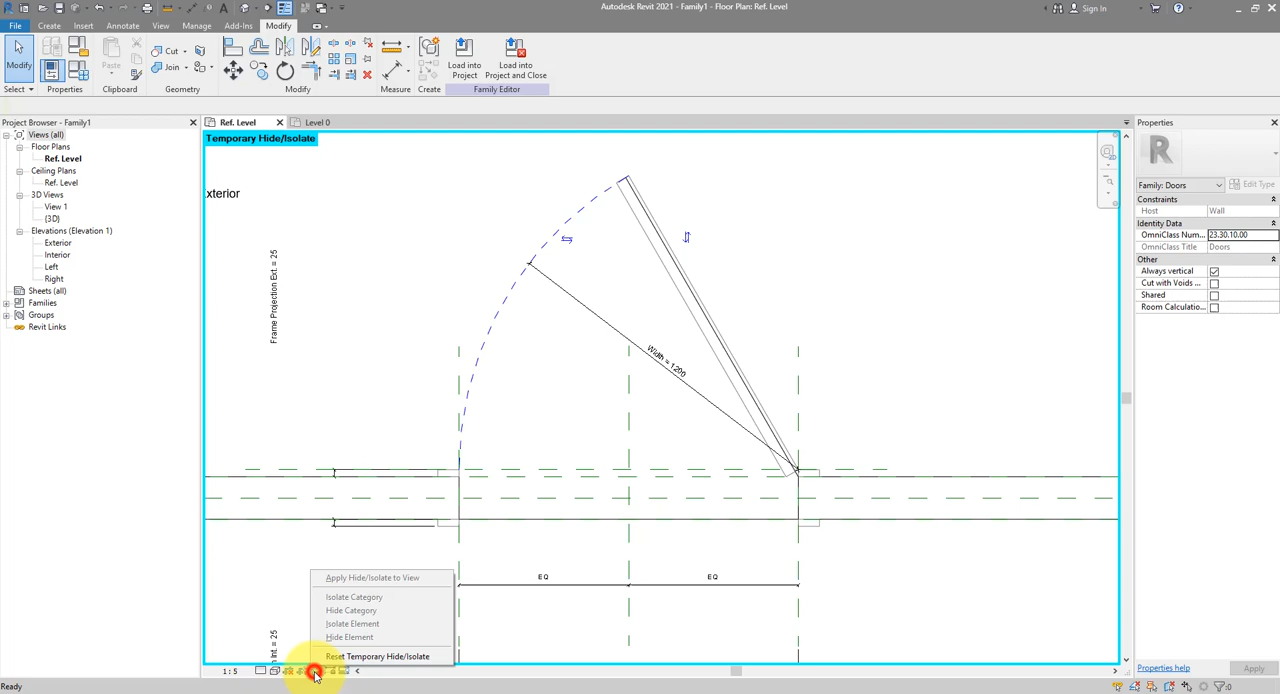 Autodesk Revit 2021 - Family1 - Floor Plan: Ref. Level
Sign In
File Create Insert Annotate View Manage Add-Ins Modify
Modify
Paste
Cut
Join
Load into Project
Load into Project and Close
Select Properties Clipboard Geometry Modify Measure Create Family Editor
Project Browser - Family1
Ref. Level
Level 0
Properties
Views (all)
Floor Plans
Ref. Level
Ceiling Plans
Ref. Level
3D Views
View 1
{3D}
Elevations (Elevation 1)
Exterior
Interior
Left
Right
Sheets (all)
Families
Groups
Revit Links
Temporary Hide/Isolate
xterior
Frame Projection Ext. = 25
Width = 1200
EQ EQ
n Int. = 25
Apply Hide/Isolate to View
Isolate Category
Hide Category
Isolate Element
Hide Element
Reset Temporary Hide/Isolate
1 : 5
R
Family: Doors
Edit Type
Constraints
Host Wall
Identity Data
OmniClass Num... 23.30.10.00
OmniClass Title Doors
Other
Always vertical
Cut with Voids ...
Shared
Room Calculatio...
Properties help
Apply
Ready
:0